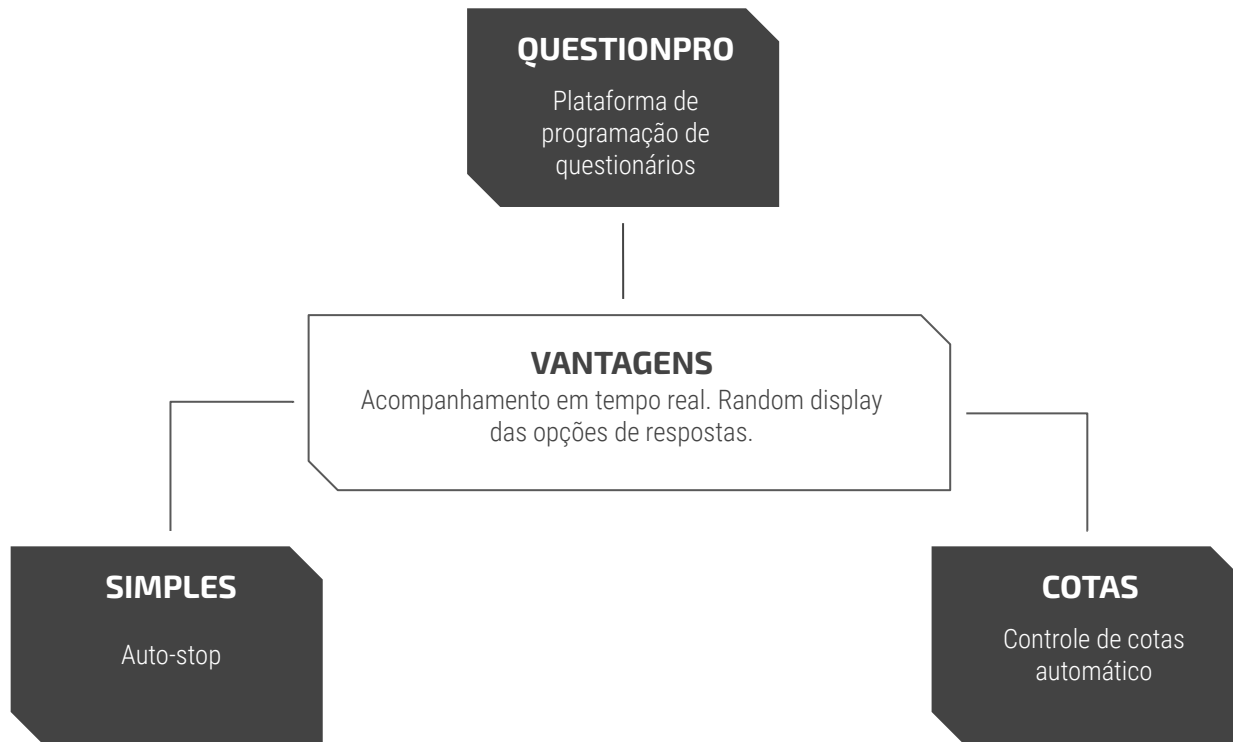 QUESTIONPRO
Plataforma de
programação de
questionários
VANTAGENS
Acompanhamento em tempo real. Random display
das opções de respostas.
SIMPLES
Auto-stop
COTAS
Controle de cotas
automático